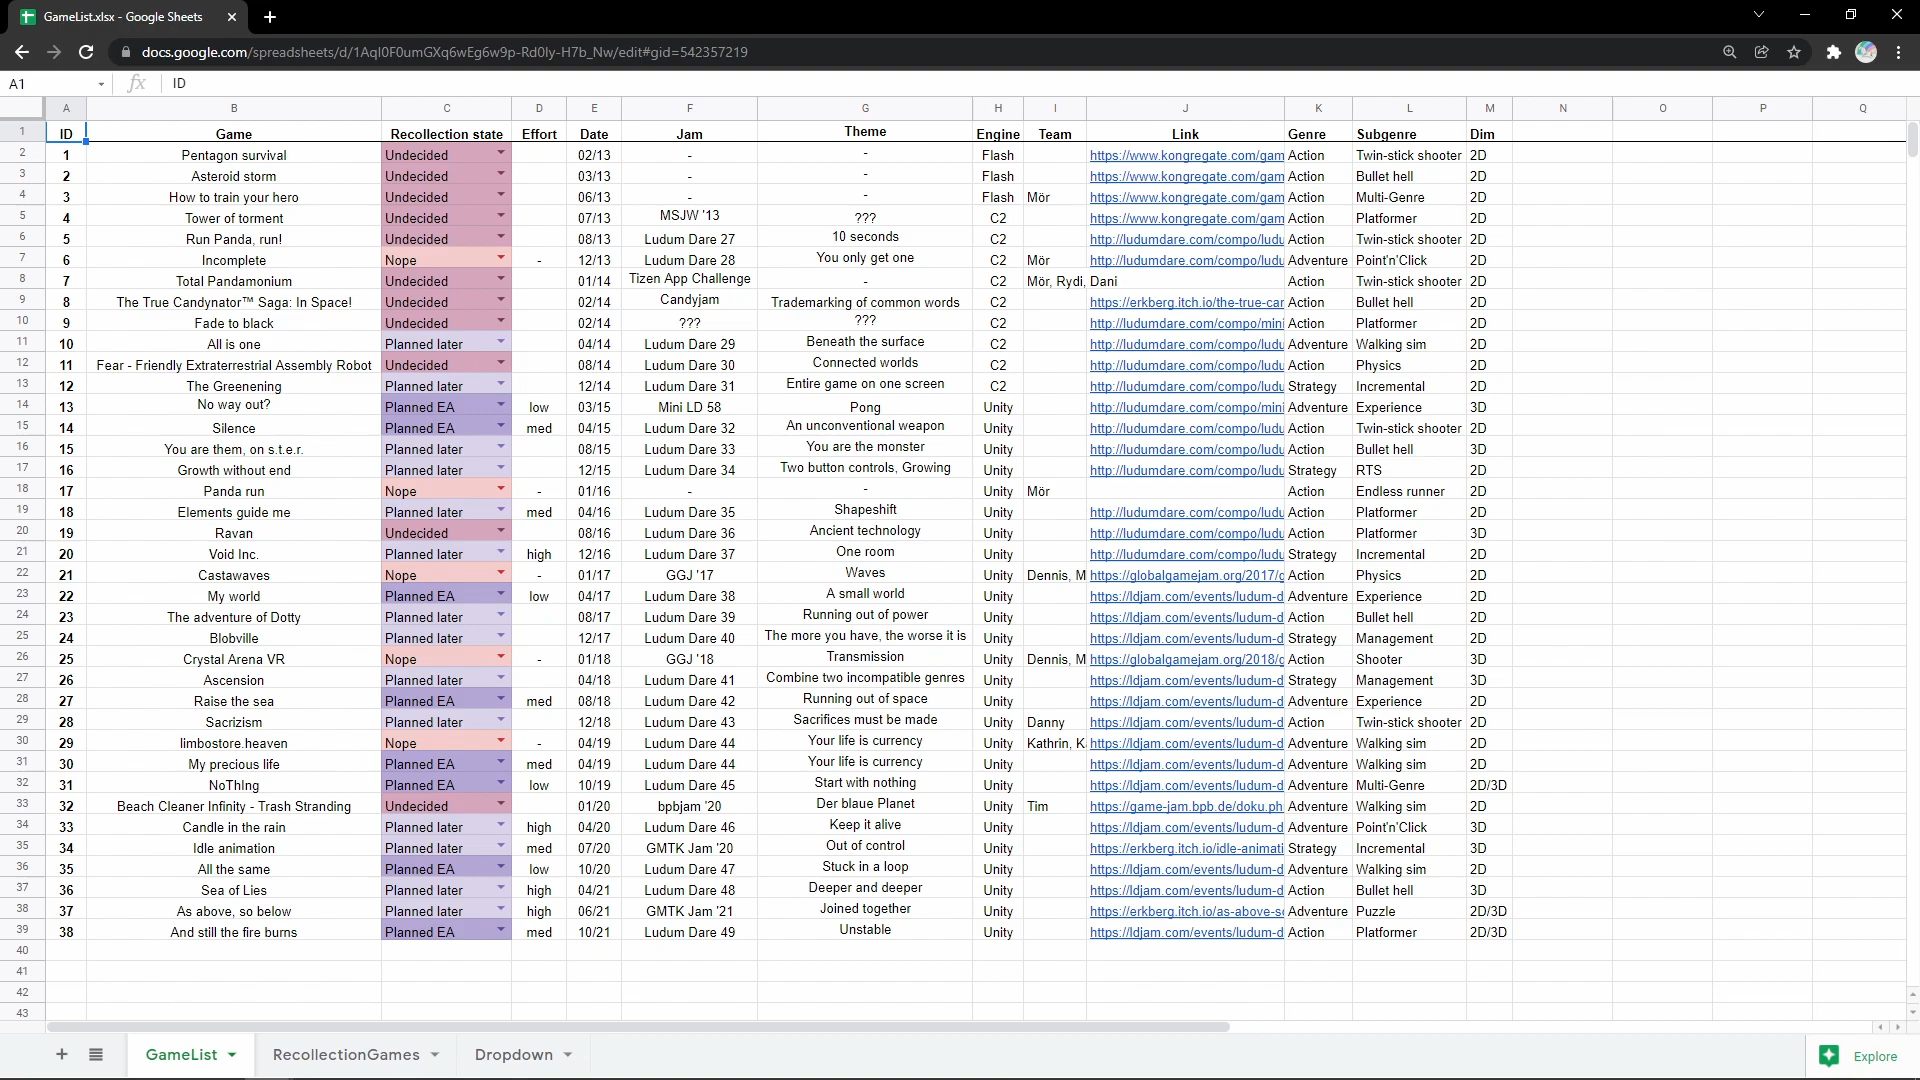 GameList.xlsx - Google Sheets
docs.google.com/spreadsheets/d/1AqI0F0umGXq6wEg6w9p-Rd0Iy-H7b_Nw/edit#gid=542357219
A1 fx ID
A B C D E F G H I J K L M N O P Q
1 ID Game Recollection state Effort Date Jam Theme Engine Team Link Genre Subgenre Dim
2 1 Pentagon survival Undecided 02/13 - - Flash https://www.kongregate.com/gam Action Twin-stick shooter 2D
3 2 Asteroid storm Undecided 03/13 - - Flash https://www.kongregate.com/gam Action Bullet hell 2D
4 3 How to train your hero Undecided 06/13 - - Flash Mör https://www.kongregate.com/gam Action Multi-Genre 2D
5 4 Tower of torment Undecided 07/13 MSJW '13 ??? C2 https://www.kongregate.com/gam Action Platformer 2D
6 5 Run Panda, run! Undecided 08/13 Ludum Dare 27 10 seconds C2 http://ludumdare.com/compo/ludu Action Twin-stick shooter 2D
7 6 Incomplete Nope - 12/13 Ludum Dare 28 You only get one C2 Mör http://ludumdare.com/compo/ludu Adventure Point'n'Click 2D
8 7 Total Pandamonium Undecided 01/14 Tizen App Challenge - C2 Mör, Rydi, Dani Action Twin-stick shooter 2D
9 8 The True Candynator™ Saga: In Space! Undecided 02/14 Candyjam Trademarking of common words C2 https://erkberg.itch.io/the-true-car Action Bullet hell 2D
10 9 Fade to black Undecided 02/14 ??? ??? C2 http://ludumdare.com/compo/mini Action Platformer 2D
11 10 All is one Planned later 04/14 Ludum Dare 29 Beneath the surface C2 http://ludumdare.com/compo/ludu Adventure Walking sim 2D
12 11 Fear - Friendly Extraterrestrial Assembly Robot Undecided 08/14 Ludum Dare 30 Connected worlds C2 http://ludumdare.com/compo/ludu Action Physics 2D
13 12 The Greenening Planned later 12/14 Ludum Dare 31 Entire game on one screen C2 http://ludumdare.com/compo/ludu Strategy Incremental 2D
14 13 No way out? Planned EA low 03/15 Mini LD 58 Pong Unity http://ludumdare.com/compo/mini Adventure Experience 3D
15 14 Silence Planned EA med 04/15 Ludum Dare 32 An unconventional weapon Unity http://ludumdare.com/compo/ludu Action Twin-stick shooter 2D
16 15 You are them, on s.t.e.r. Planned later 08/15 Ludum Dare 33 You are the monster Unity http://ludumdare.com/compo/ludu Action Bullet hell 3D
17 16 Growth without end Planned later 12/15 Ludum Dare 34 Two button controls, Growing Unity http://ludumdare.com/compo/ludu Strategy RTS 2D
18 17 Panda run Nope - 01/16 - - Unity Mör Action Endless runner 2D
19 18 Elements guide me Planned later med 04/16 Ludum Dare 35 Shapeshift Unity http://ludumdare.com/compo/ludu Action Platformer 2D
20 19 Ravan Undecided 08/16 Ludum Dare 36 Ancient technology Unity http://ludumdare.com/compo/ludu Action Platformer 3D
21 20 Void Inc. Planned later high 12/16 Ludum Dare 37 One room Unity http://ludumdare.com/compo/ludu Strategy Incremental 2D
22 21 Castawaves Nope - 01/17 GGJ '17 Waves Unity Dennis, M https://globalgamejam.org/2017/g Action Physics 2D
23 22 My world Planned EA low 04/17 Ludum Dare 38 A small world Unity https://ldjam.com/events/ludum-d Adventure Experience 2D
24 23 The adventure of Dotty Planned later 08/17 Ludum Dare 39 Running out of power Unity https://ldjam.com/events/ludum-d Action Bullet hell 2D
25 24 Blobville Planned later 12/17 Ludum Dare 40 The more you have, the worse it is Unity https://ldjam.com/events/ludum-d Strategy Management 2D
26 25 Crystal Arena VR Nope - 01/18 GGJ '18 Transmission Unity Dennis, M https://globalgamejam.org/2018/g Action Shooter 3D
27 26 Ascension Planned later 04/18 Ludum Dare 41 Combine two incompatible genres Unity https://ldjam.com/events/ludum-d Strategy Management 3D
28 27 Raise the sea Planned EA med 08/18 Ludum Dare 42 Running out of space Unity https://ldjam.com/events/ludum-d Adventure Experience 2D
29 28 Sacrizism Planned later 12/18 Ludum Dare 43 Sacrifices must be made Unity Danny https://ldjam.com/events/ludum-d Action Twin-stick shooter 2D
30 29 limbostore.heaven Nope - 04/19 Ludum Dare 44 Your life is currency Unity Kathrin, K https://ldjam.com/events/ludum-d Adventure Walking sim 2D
31 30 My precious life Planned EA med 04/19 Ludum Dare 44 Your life is currency Unity https://ldjam.com/events/ludum-d Adventure Walking sim 2D
32 31 NoThIng Planned EA low 10/19 Ludum Dare 45 Start with nothing Unity https://ldjam.com/events/ludum-d Adventure Multi-Genre 2D/3D
33 32 Beach Cleaner Infinity - Trash Stranding Undecided 01/20 bpbjam '20 Der blaue Planet Unity Tim https://game-jam.bpb.de/doku.ph Adventure Walking sim 2D
34 33 Candle in the rain Planned later high 04/20 Ludum Dare 46 Keep it alive Unity https://ldjam.com/events/ludum-d Adventure Point'n'Click 3D
35 34 Idle animation Planned later med 07/20 GMTK Jam '20 Out of control Unity https://erkberg.itch.io/idle-animati Strategy Incremental 3D
36 35 All the same Planned EA low 10/20 Ludum Dare 47 Stuck in a loop Unity https://ldjam.com/events/ludum-d Adventure Walking sim 2D
37 36 Sea of Lies Planned later high 04/21 Ludum Dare 48 Deeper and deeper Unity https://ldjam.com/events/ludum-d Action Bullet hell 3D
38 37 As above, so below Planned later high 06/21 GMTK Jam '21 Joined together Unity https://erkberg.itch.io/as-above-so Adventure Puzzle 2D/3D
39 38 And still the fire burns Planned EA med 10/21 Ludum Dare 49 Unstable Unity https://ldjam.com/events/ludum-d Action Platformer 2D/3D
40
41
42
43
GameList RecollectionGames Dropdown Explore